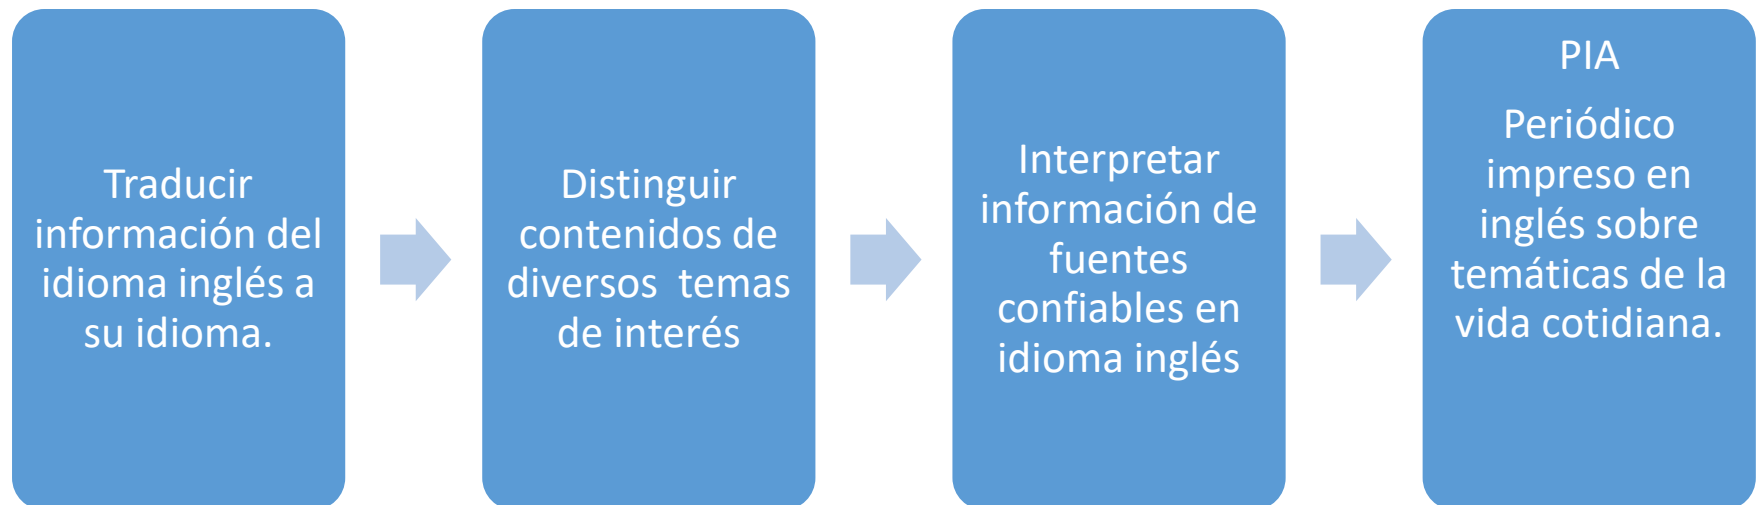 Traducir
información del
idioma inglés a
su idioma.
Distinguir
contenidos de
diversos  temas
de interés
Interpretar
información de
fuentes
confiables en
idioma inglés
PIA
Periódico
impreso en
inglés sobre
temáticas de la
vida cotidiana.